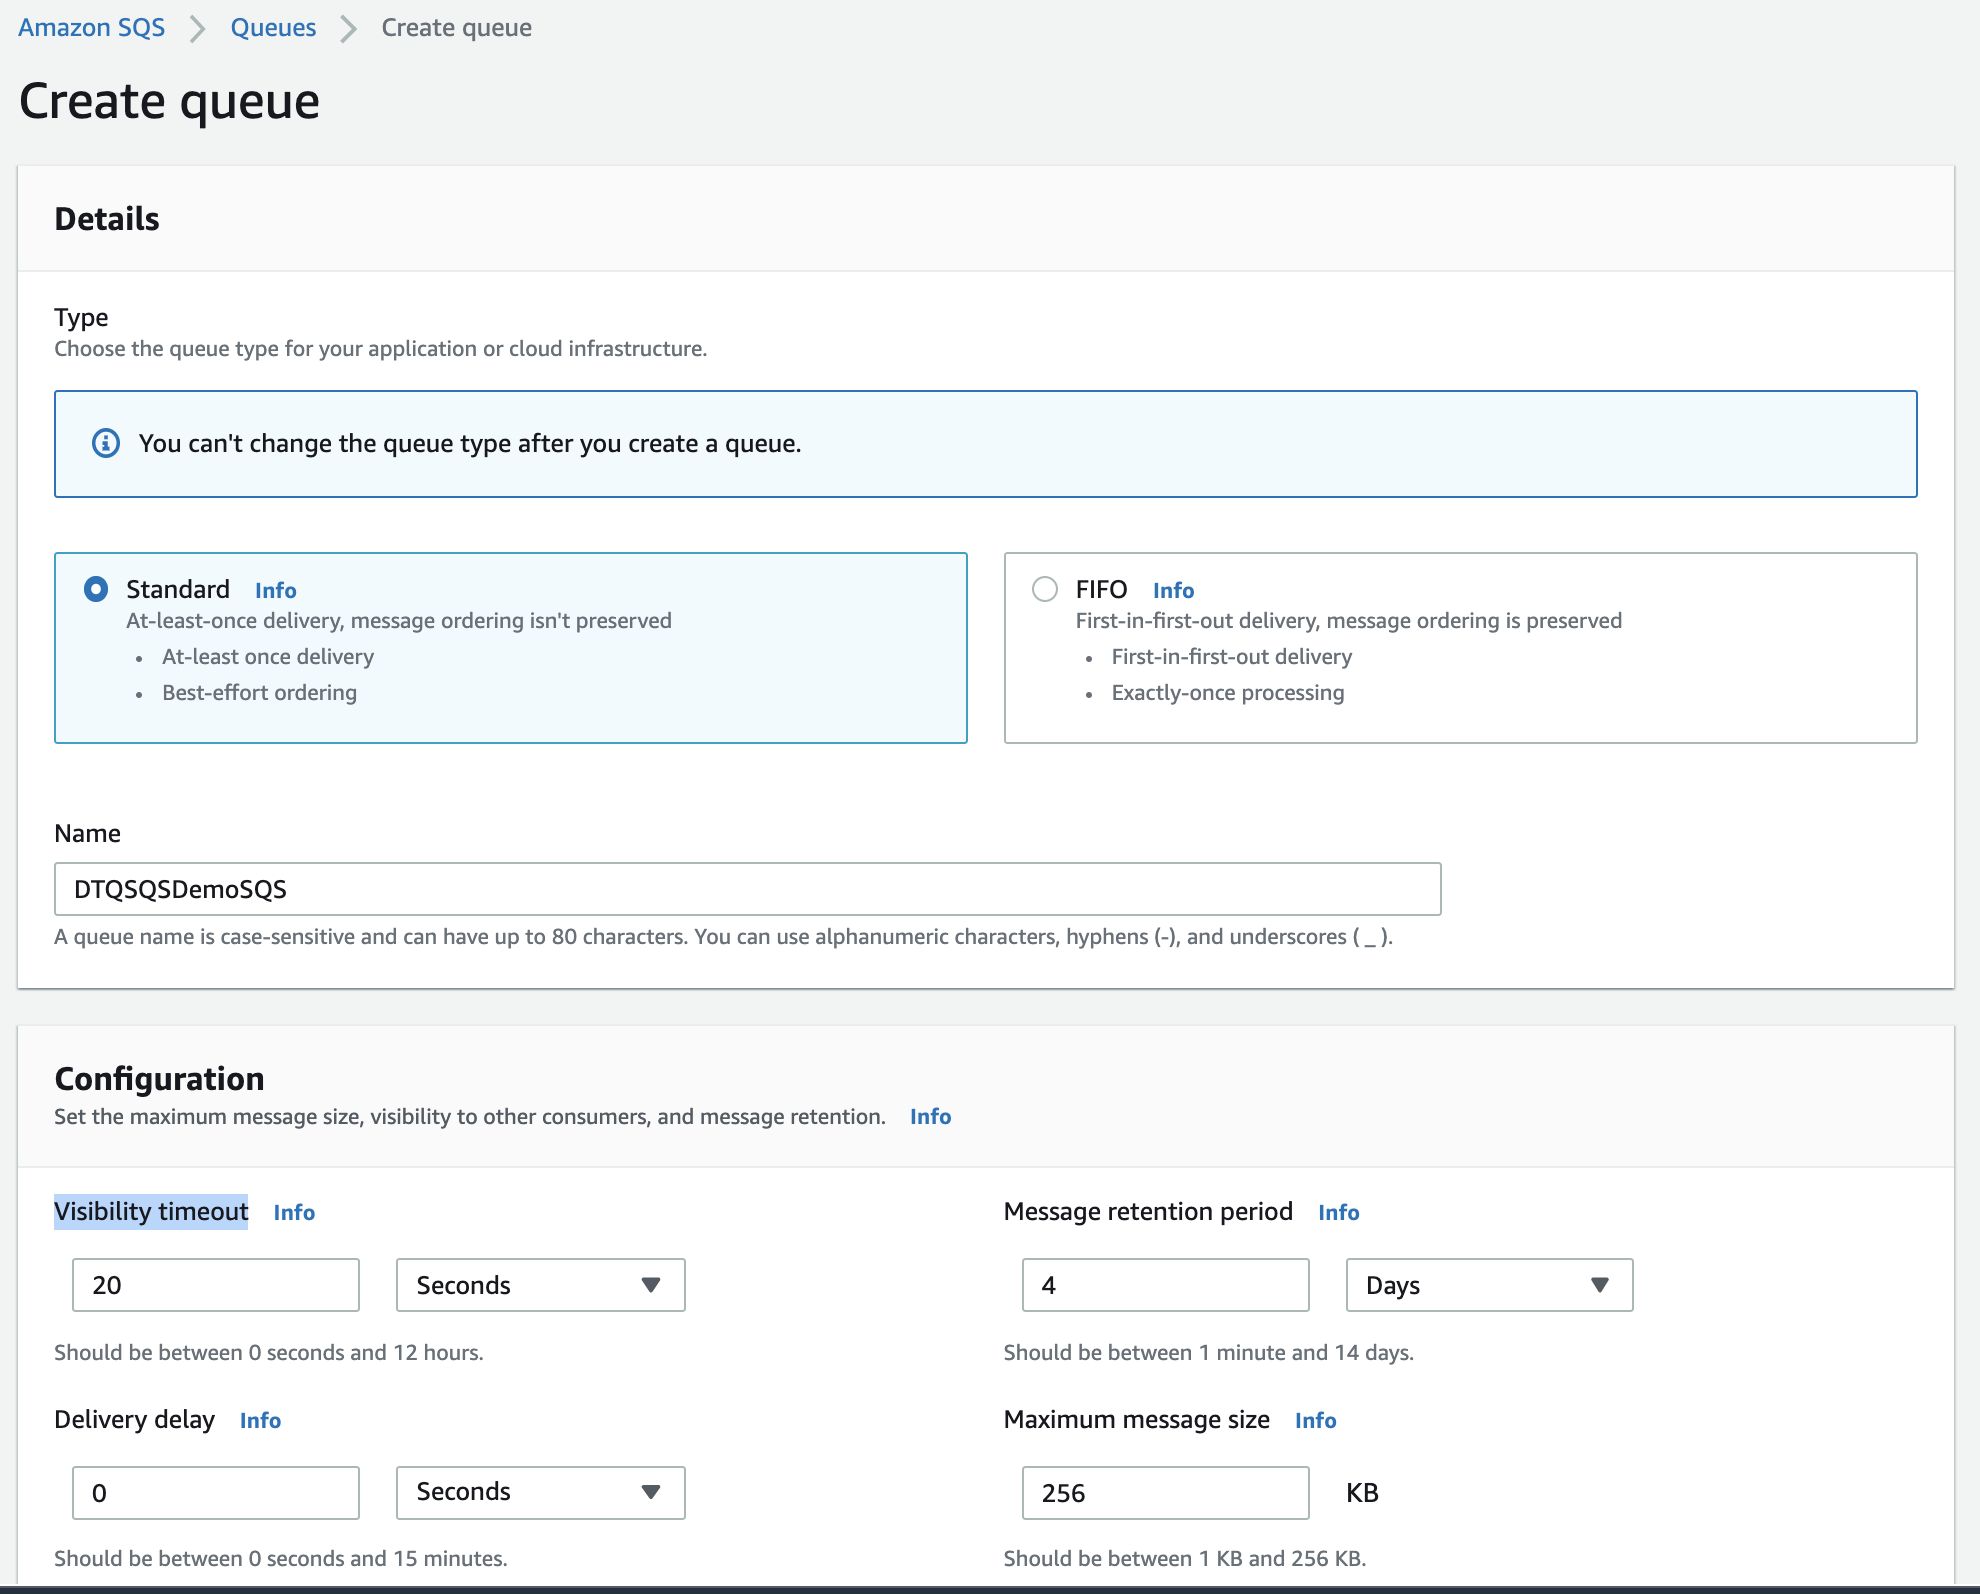 Amazon SQS > Queues > Create queue
Create queue
Details
Type
Choose the queue type for your application or cloud infrastructure.
You can't change the queue type after you create a queue.
Standard Info
At-least-once delivery, message ordering isn't preserved
• At-least once delivery
• Best-effort ordering
FIFO Info
First-in-first-out delivery, message ordering is preserved
• First-in-first-out delivery
• Exactly-once processing
Name
DTQSQSDemoSQS
A queue name is case-sensitive and can have up to 80 characters. You can use alphanumeric characters, hyphens (-), and underscores ( _ ).
Configuration
Set the maximum message size, visibility to other consumers, and message retention. Info
Visibility timeout Info
20 Seconds
Should be between 0 seconds and 12 hours.
Message retention period Info
4 Days
Should be between 1 minute and 14 days.
Delivery delay Info
0 Seconds
Should be between 0 seconds and 15 minutes.
Maximum message size Info
256 KB
Should be between 1 KB and 256 KB.